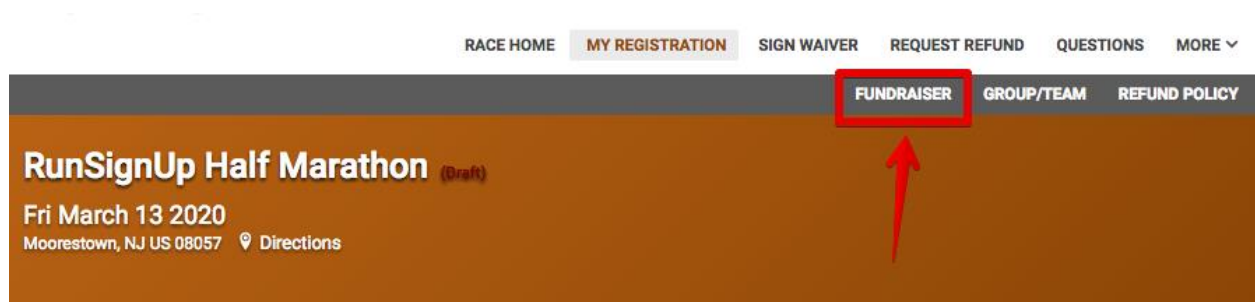 RACE HOME MY REGISTRATION SIGN WAIVER REQUEST REFUND QUESTIONS MORE
FUNDRAISER GROUP/TEAM REFUND POLICY
RunSignUp Half Marathon (Draft)
Fri March 13 2020
Moorestown, NJ US 08057 Directions